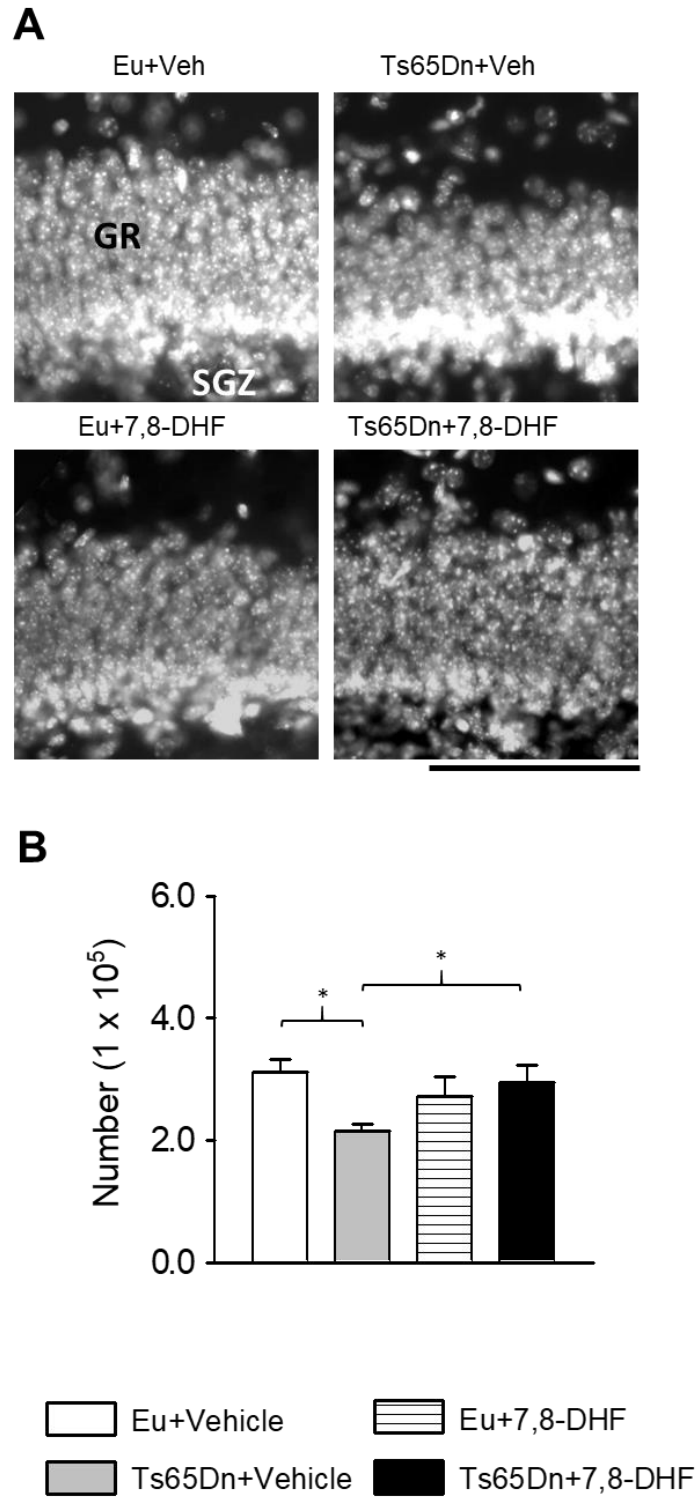 A
Eu+Veh Ts65Dn+Veh
GR
SGZ
Eu+7,8-DHF Ts65Dn+7,8-DHF
B
Number (1 x 10⁵)
6.0
4.0
2.0
0.0
*
*
Eu+Vehicle Eu+7,8-DHF
Ts65Dn+Vehicle Ts65Dn+7,8-DHF